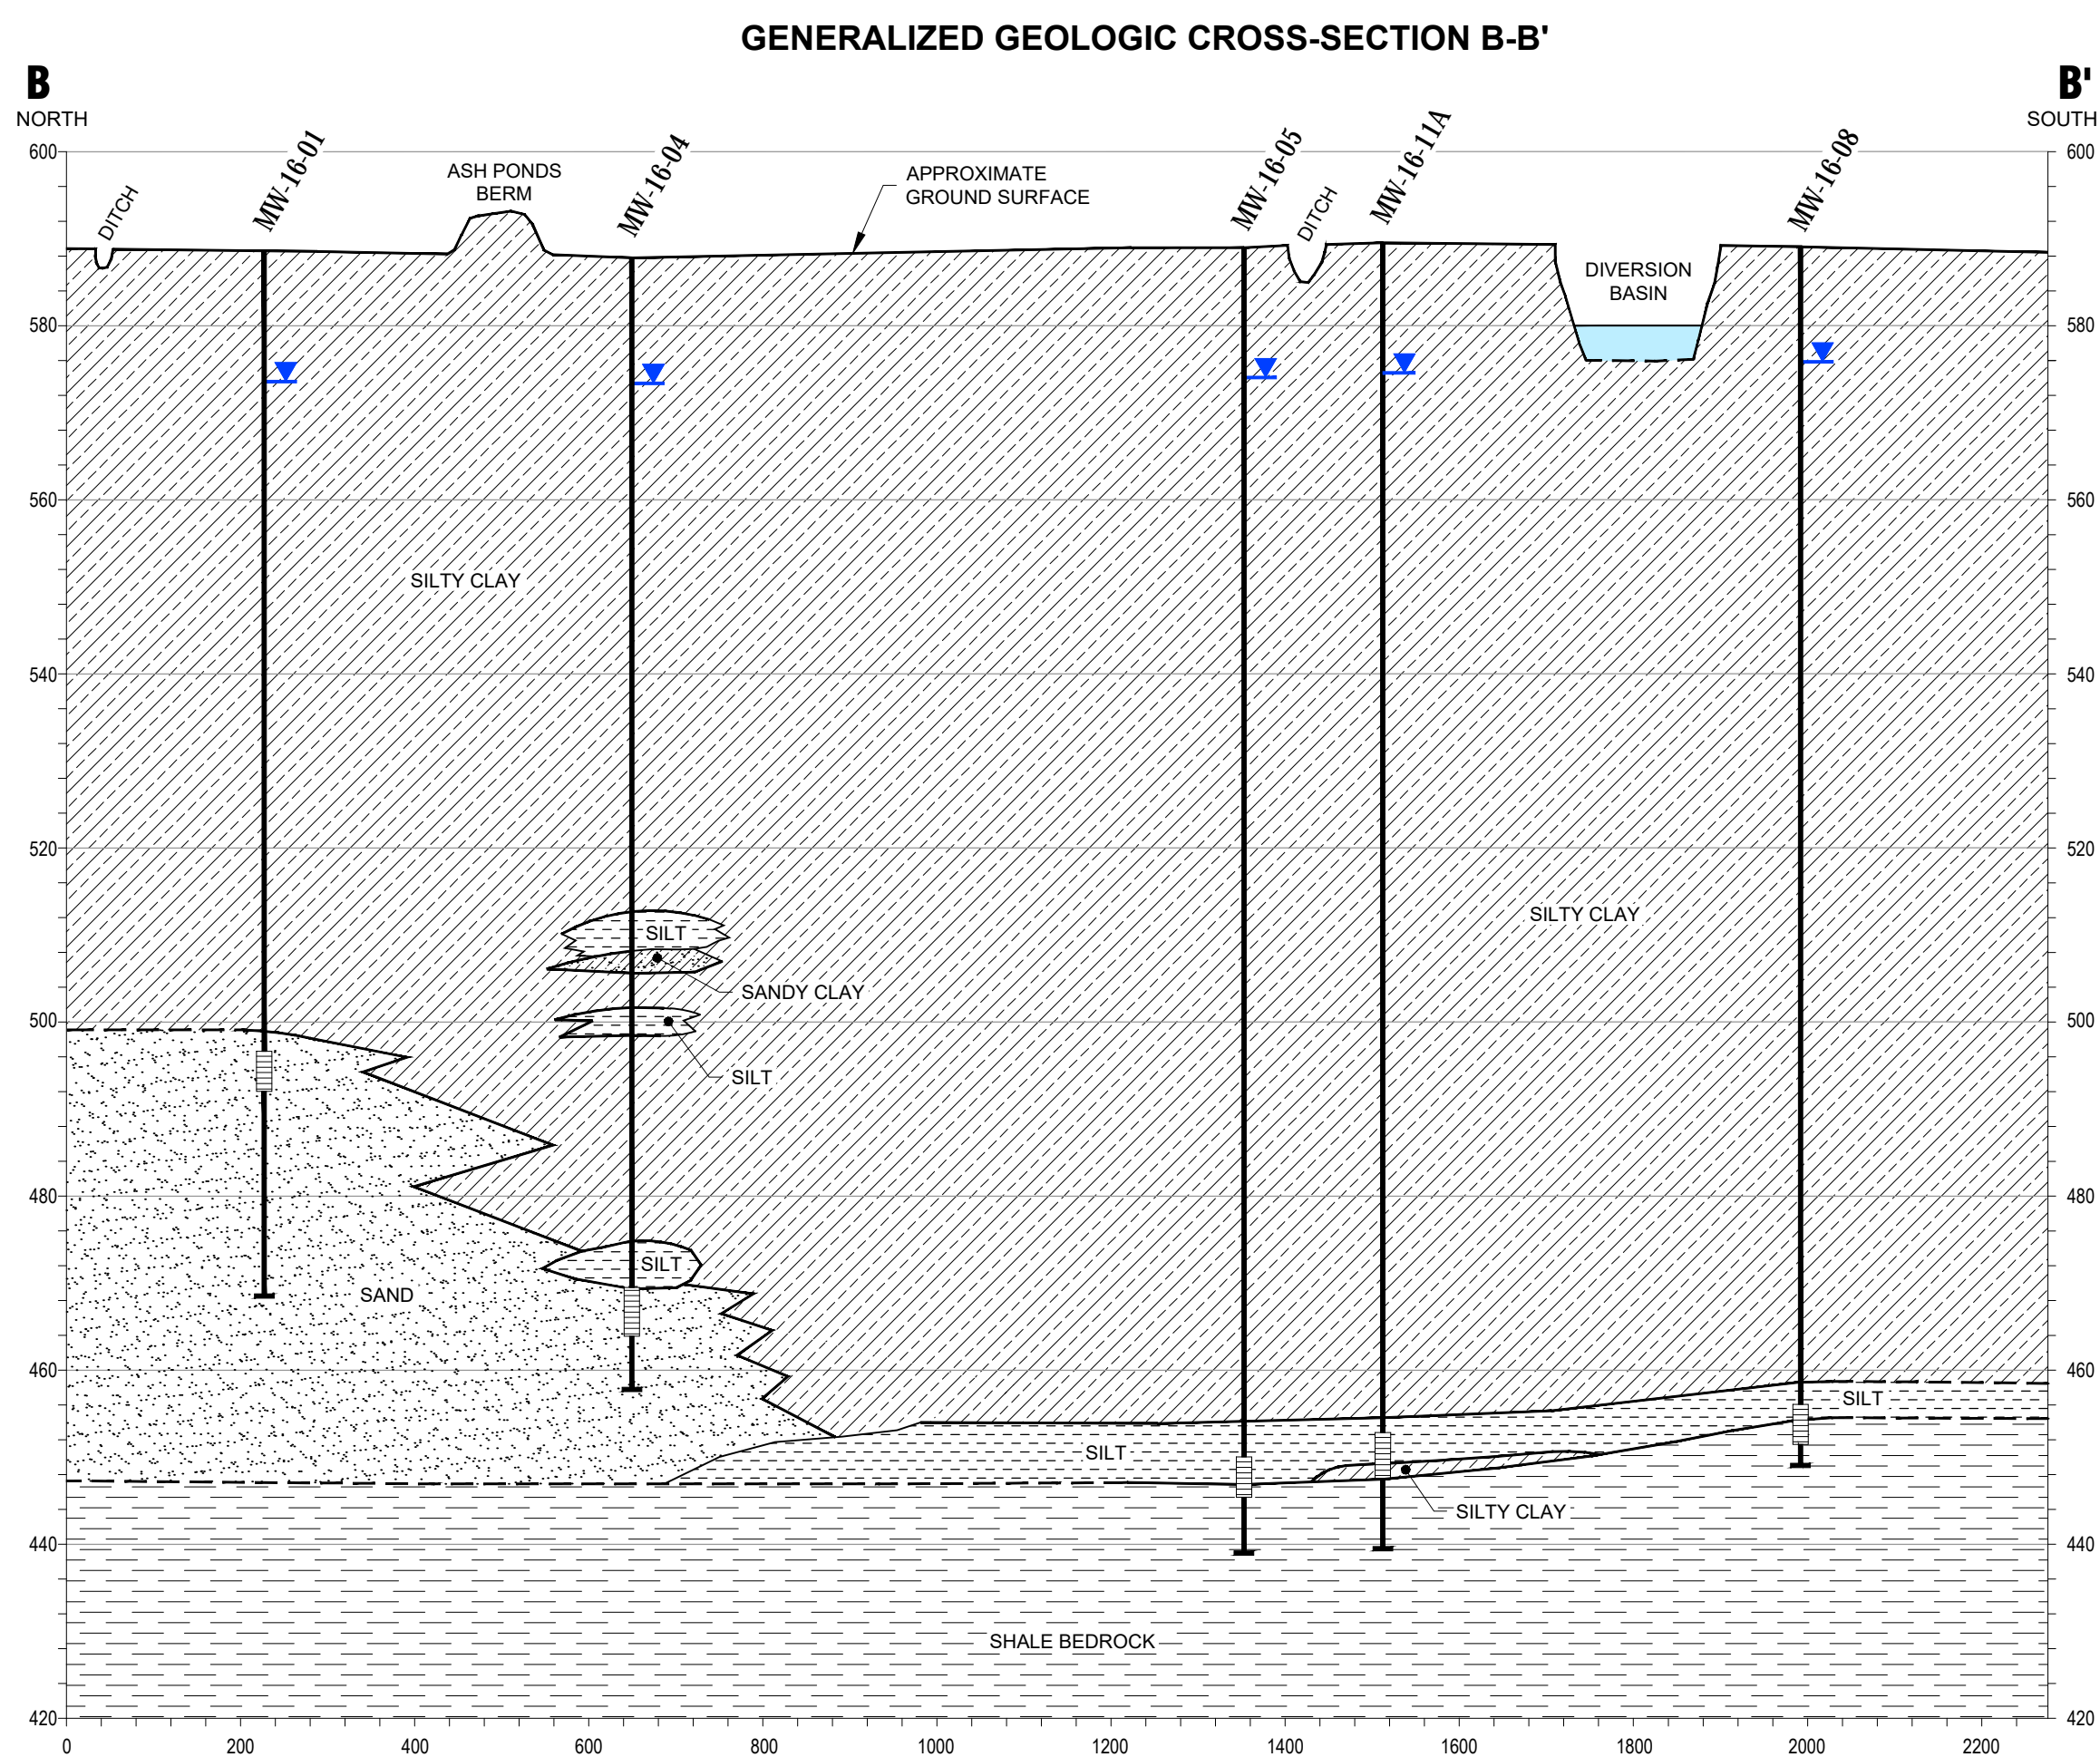 GENERALIZED GEOLOGIC CROSS-SECTION B-B'
B
B'
NORTH
SOUTH
DITCH
MW-16-01
ASH PONDS
BERM
MW-16-04
APPROXIMATE
GROUND SURFACE
MW-16-05
DITCH
MW-16-11A
MW-16-08
DIVERSION
BASIN
600
600
580
580
560
560
SILTY CLAY
540
540
520
520
SILTY CLAY
SILT
SANDY CLAY
500
500
SILT
480
480
SILT
SAND
460
460
SILT
SILT
SILTY CLAY
440
440
SHALE BEDROCK
420
420
0
200
400
600
800
1000
1200
1400
1600
1800
2000
2200